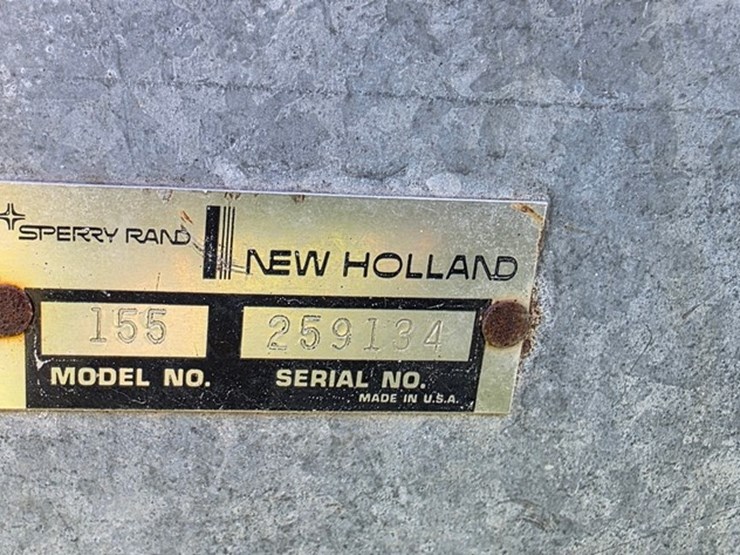 SPERRY RAND NEW HOLLAND
155 259134
MODEL NO. SERIAL NO.
MADE IN U.S.A.